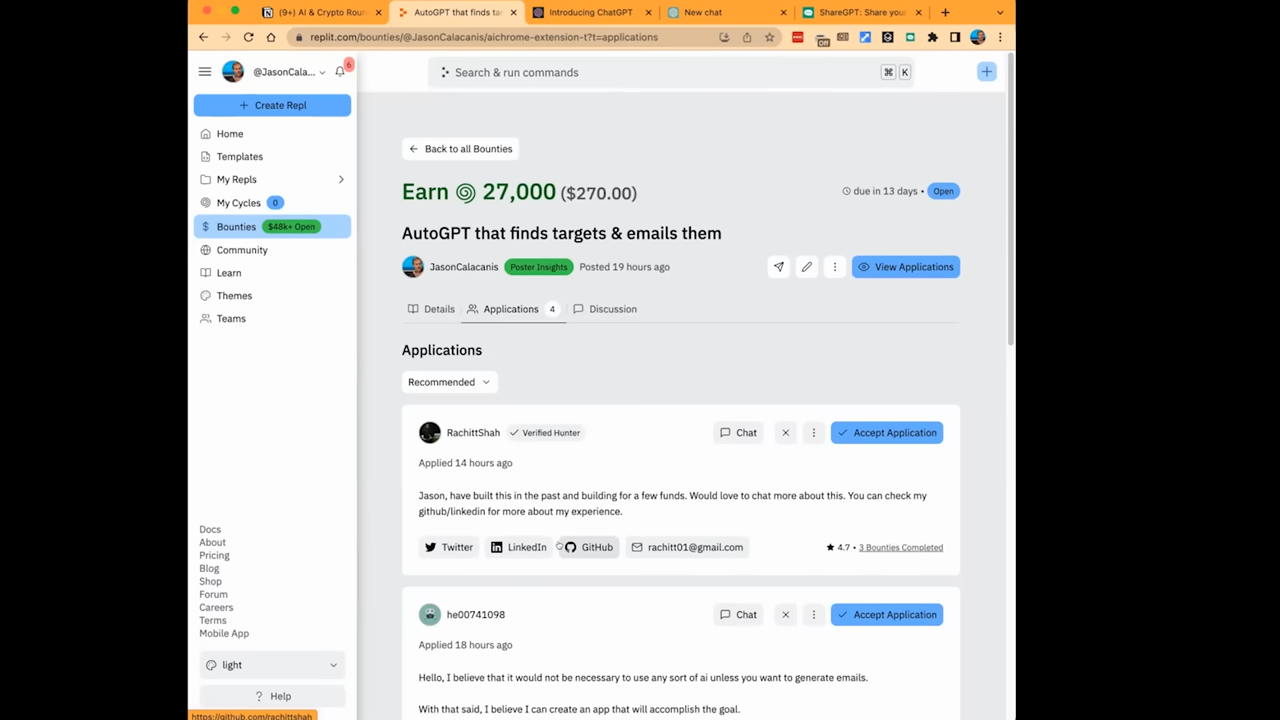 (9+) AI & Crypto Roun
AutoGPT that finds ta
Introducing ChatGPT
New chat
ShareGPT: Share your
replit.com/bounties/@JasonCalacanis/aichrome-extension-t?t=applications
Off
@JasonCala...
6
Search & run commands
⌘ K
+ Create Repl
Home
Templates
My Repls
My Cycles 0
Bounties $48k+ Open
Community
Learn
Themes
Teams
Docs
About
Pricing
Blog
Shop
Forum
Careers
Terms
Mobile App
light
? Help
https://github.com/rachittshah
Back to all Bounties
Earn 27,000 ($270.00)
due in 13 days • Open
AutoGPT that finds targets & emails them
JasonCalacanis Poster Insights Posted 19 hours ago
View Applications
Details Applications 4 Discussion
Applications
Recommended
RachittShah Verified Hunter
Chat Accept Application
Applied 14 hours ago
Jason, have built this in the past and building for a few funds. Would love to chat more about this. You can check my
github/linkedin for more about my experience.
Twitter LinkedIn GitHub rachitt01@gmail.com
★ 4.7 • 3 Bounties Completed
he00741098
Chat Accept Application
Applied 18 hours ago
Hello, I believe that it would not be necessary to use any sort of ai unless you want to generate emails.
With that said, I believe I can create an app that will accomplish the goal.